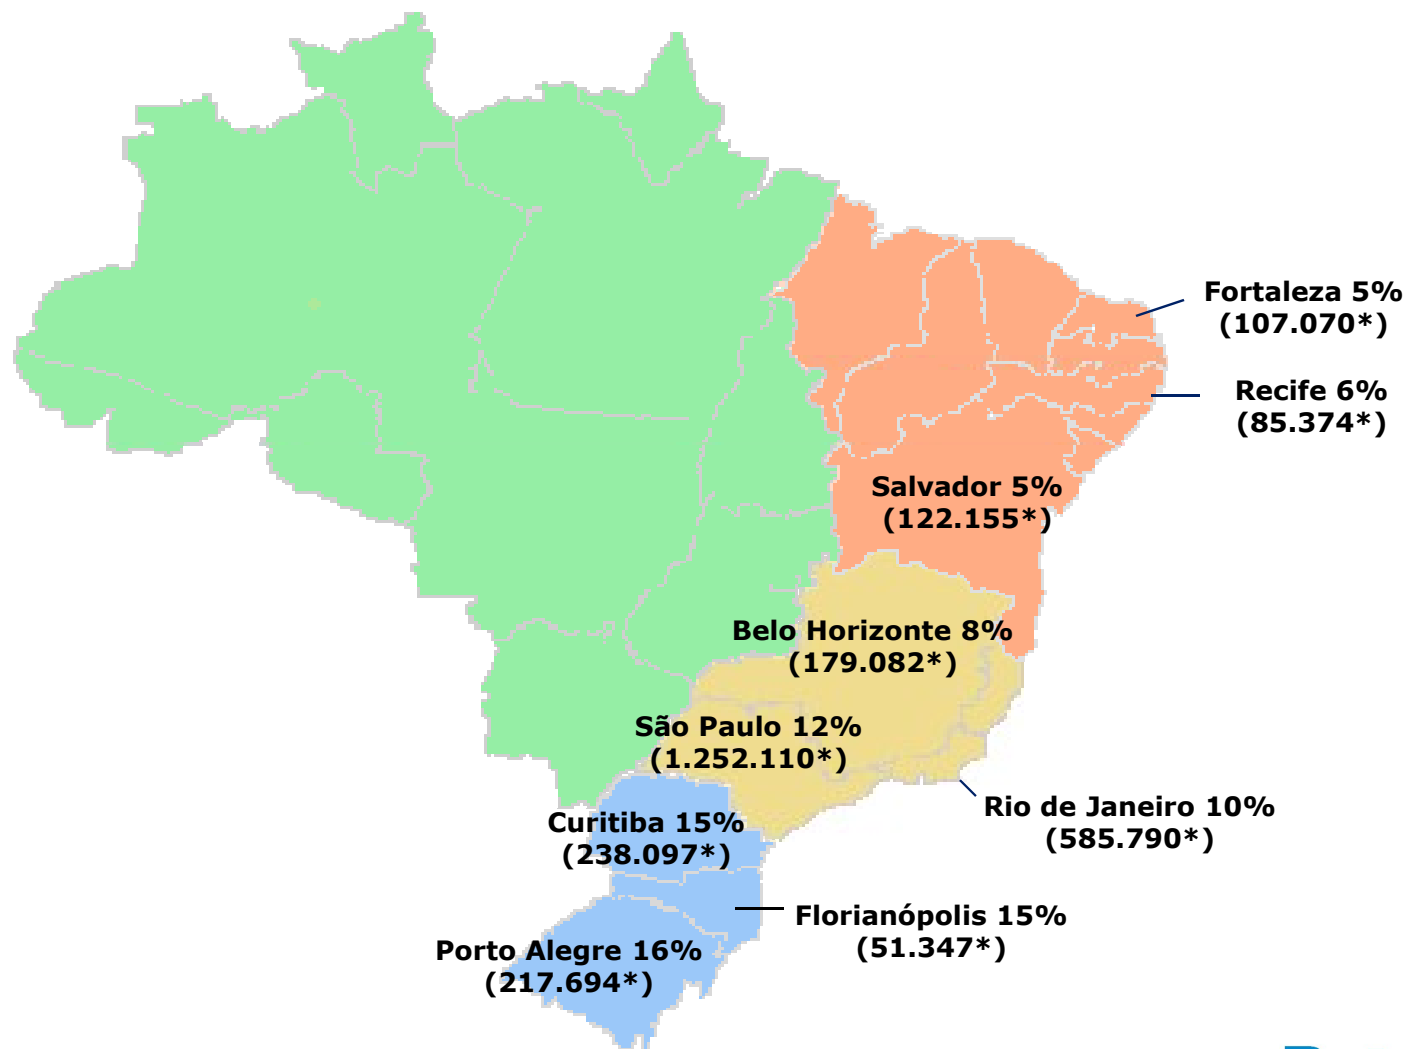 Fortaleza 5%
(107.070*)
Recife 6%
(85.374*)
Salvador 5%
(122.155*)
Belo Horizonte 8%
(179.082*)
São Paulo 12%
(1.252.110*)
Rio de Janeiro 10%
(585.790*)
Curitiba 15%
(238.097*)
Florianópolis 15%
(51.347*)
Porto Alegre 16%
(217.694*)